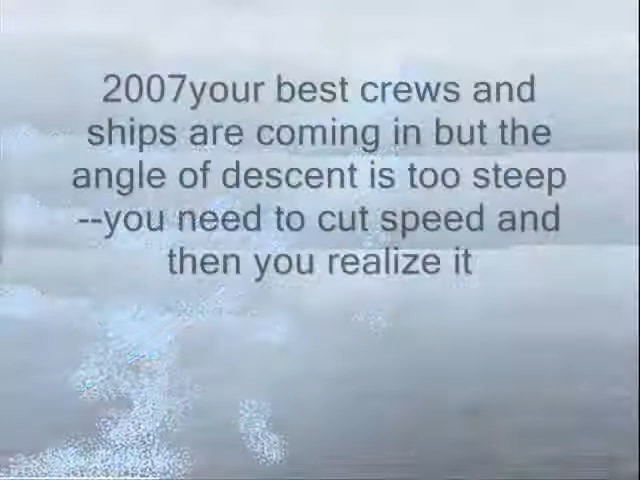 2007your best crews and
ships are coming in but the
angle of descent is too steep
--you need to cut speed and
then you realize it